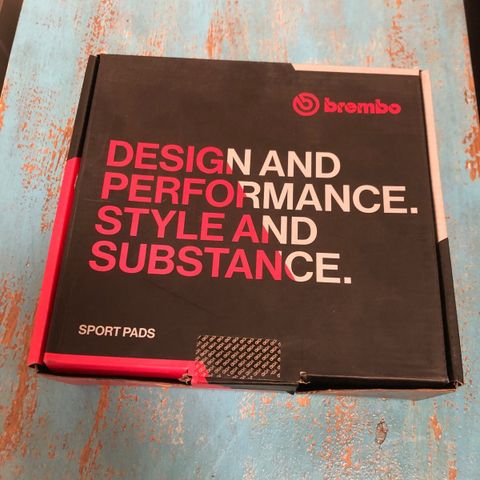 brembo
DESIGN AND
PERFORMANCE.
STYLE AND
SUBSTANCE.
SPORT PADS